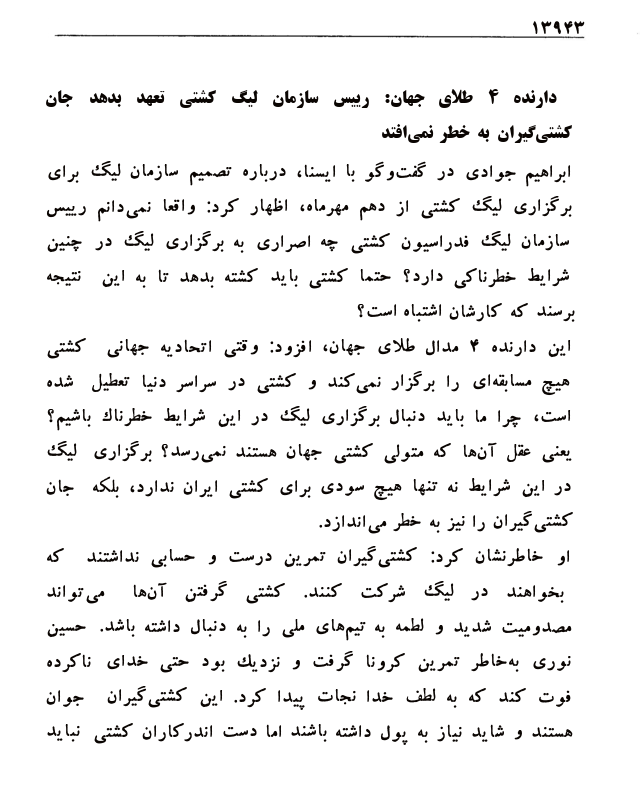 ۱۳۹۴۳
دارنده ۴ طلای جهان: رییس سازمان لیگ کشتی تعهد بدهد جان
کشتی‌گیران به خطر نمی‌افتد
ابراهیم جوادی در گفت‌وگو با ایسنا، درباره تصمیم سازمان لیگ برای
برگزاری لیگ کشتی از دهم مهرماه، اظهار کرد: واقعا نمی‌دانم رییس
سازمان لیگ فدراسیون کشتی چه اصراری به برگزاری لیگ در چنین
شرایط خطرناکی دارد؟ حتما کشتی باید کشته بدهد تا به این نتیجه
برسند که کارشان اشتباه است؟
این دارنده ۴ مدال طلای جهان، افزود: وقتی اتحادیه جهانی کشتی
هیچ مسابقه‌ای را برگزار نمی‌کند و کشتی در سراسر دنیا تعطیل شده
است، چرا ما باید دنبال برگزاری لیگ در این شرایط خطرناک باشیم؟
یعنی عقل آن‌ها که متولی کشتی جهان هستند نمی‌رسد؟ برگزاری لیگ
در این شرایط نه تنها هیچ سودی برای کشتی ایران ندارد، بلکه جان
کشتی‌گیران را نیز به خطر می‌اندازد.
او خاطرنشان کرد: کشتی‌گیران تمرین درست و حسابی نداشتند که
بخواهند در لیگ شرکت کنند. کشتی گرفتن آن‌ها می‌تواند
مصدومیت شدید و لطمه به تیم‌های ملی را به دنبال داشته باشد. حسین
نوری به‌خاطر تمرین کرونا گرفت و نزدیک بود حتی خدای ناکرده
فوت کند که به لطف خدا نجات پیدا کرد. این کشتی‌گیران جوان
هستند و شاید نیاز به پول داشته باشند اما دست اندرکاران کشتی نباید